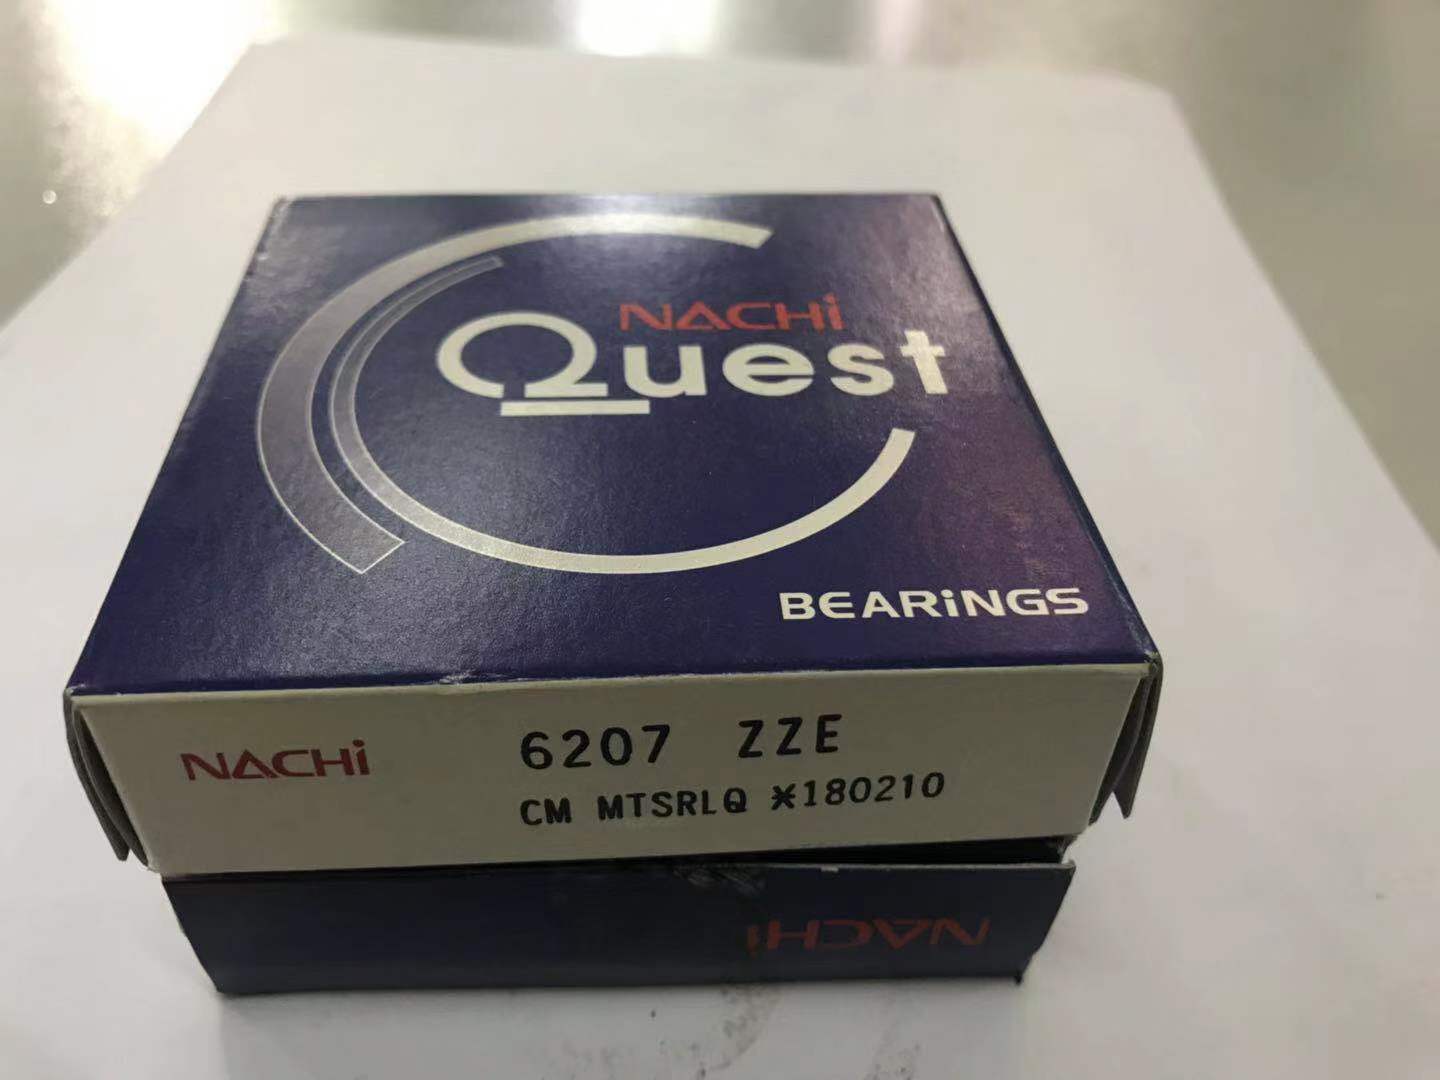 NACHi
Quest
BEARiNGS
NACHi
6207 ZZE
CM MTSRLQ *180210
NACHi